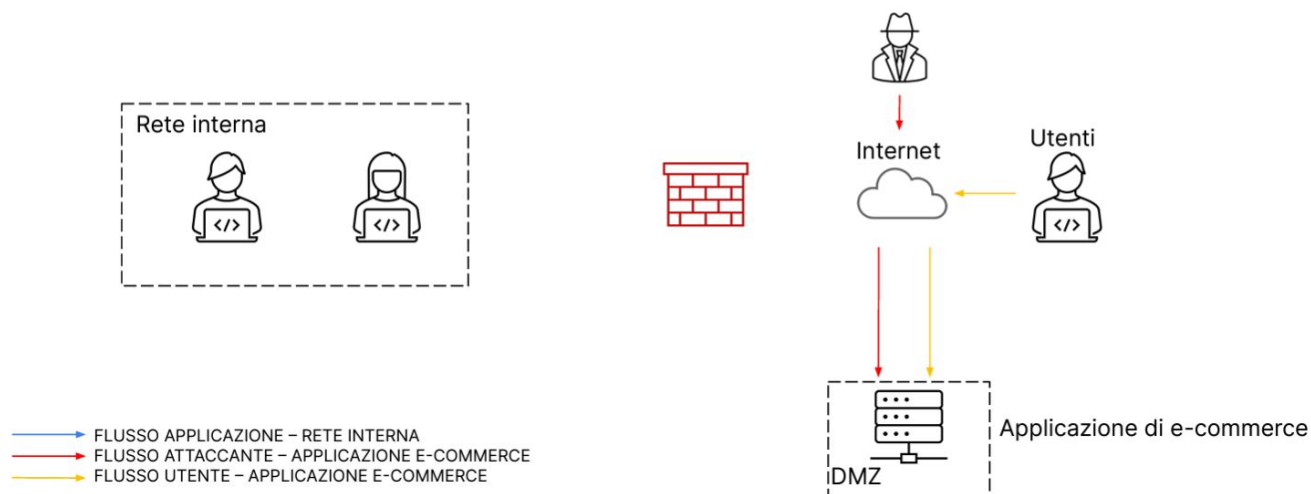 Rete interna
</>
</>
Internet
Utenti
</>
Applicazione di e-commerce
DMZ
FLUSSO APPLICAZIONE – RETE INTERNA
FLUSSO ATTACCANTE – APPLICAZIONE E-COMMERCE
FLUSSO UTENTE – APPLICAZIONE E-COMMERCE